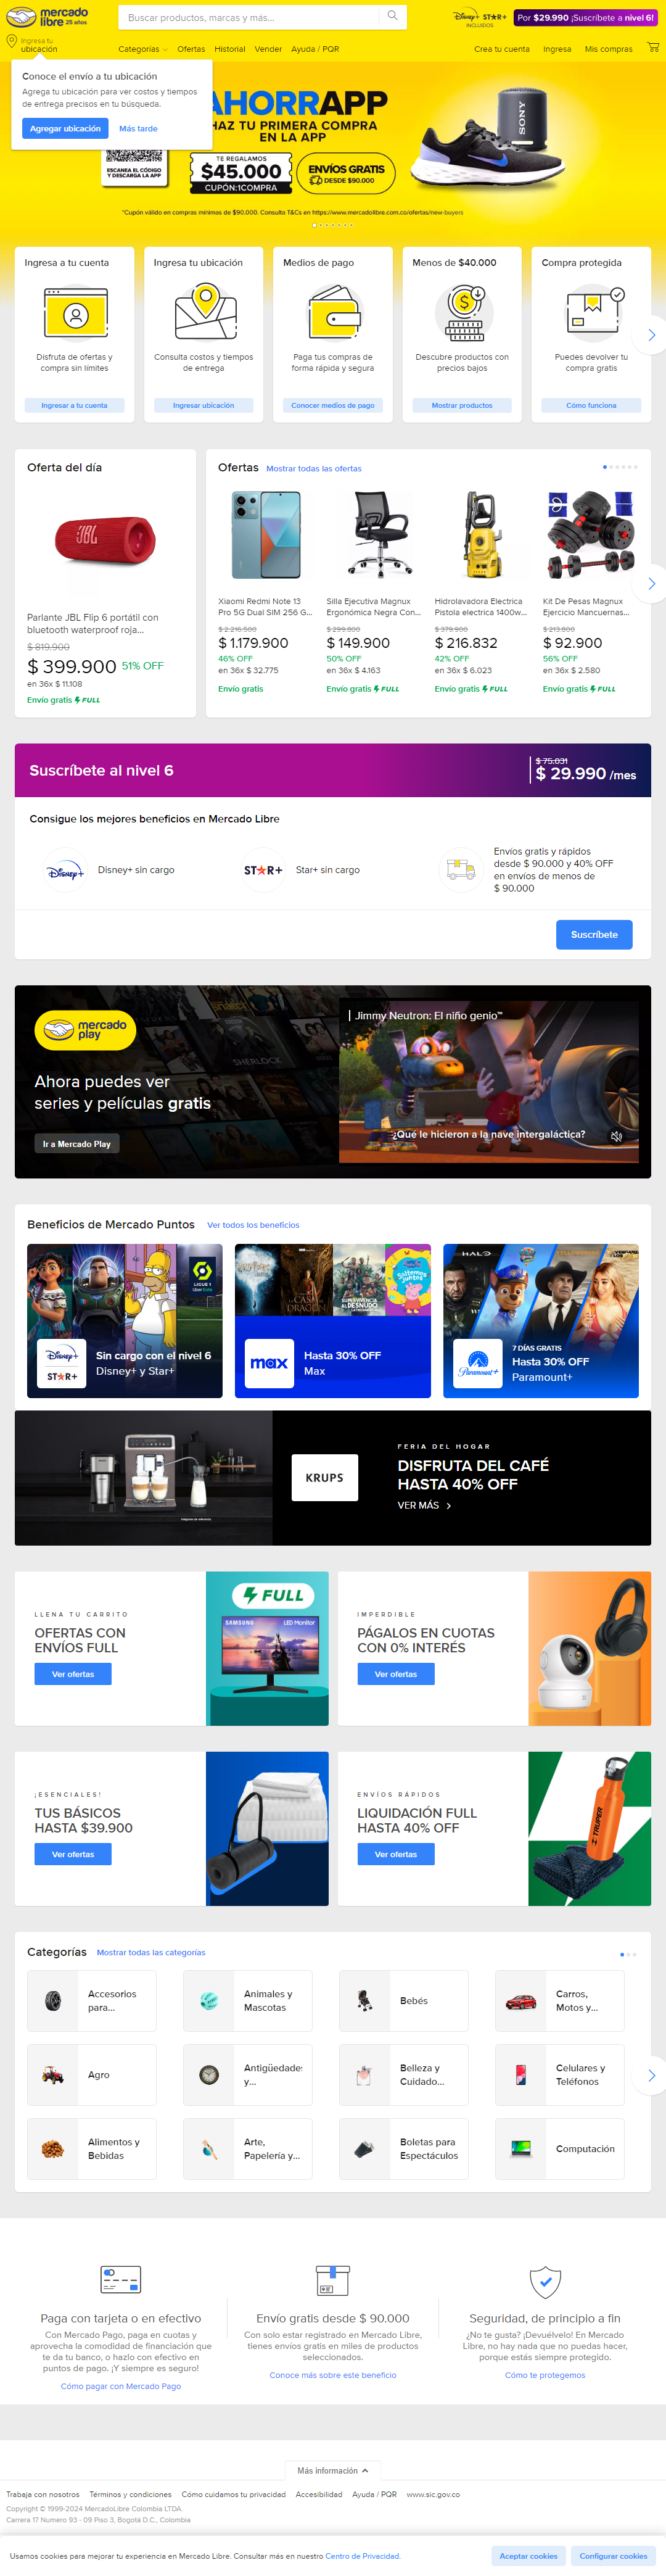 mercado
libre 25 años
Buscar productos, marcas y más...
Disney+ STAR+
INCLUIDOS
Por $29.990 ¡Suscríbete a nivel 6!
Ingresa tu
ubicación
Categorías
Ofertas
Historial
Vender
Ayuda / PQR
Crea tu cuenta
Ingresa
Mis compras
Conoce el envío a tu ubicación
Agrega tu ubicación para ver costos y tiempos
de entrega precisos en tu búsqueda.
Agregar ubicación
Más tarde
AHORRAPP
HAZ TU PRIMERA COMPRA
EN LA APP
ESCANEA EL CÓDIGO
Y DESCARGA LA APP
TE REGALAMOS
$45.000
CUPÓN:1COMPRA
ENVÍOS GRATIS
DESDE $90.000
SONY
*Cupón válido en compras mínimas de $90.000. Consulta T&Cs en https://www.mercadolibre.com.co/ofertas/new-buyers
Ingresa a tu cuenta
Disfruta de ofertas y
compra sin límites
Ingresar a tu cuenta
Ingresa tu ubicación
Consulta costos y tiempos
de entrega
Ingresar ubicación
Medios de pago
Paga tus compras de
forma rápida y segura
Conocer medios de pago
Menos de $40.000
Descubre productos con
precios bajos
Mostrar productos
Compra protegida
Puedes devolver tu
compra gratis
Cómo funciona
Oferta del día
JBL
Parlante JBL Flip 6 portátil con
bluetooth waterproof roja...
$ 819.900
$ 399.900 51% OFF
en 36x $ 11.108
Envío gratis FULL
Ofertas
Mostrar todas las ofertas
Xiaomi Redmi Note 13
Pro 5G Dual SIM 256 G...
$ 2.216.500
$ 1.179.900
46% OFF
en 36x $ 32.775
Envío gratis
Silla Ejecutiva Magnux
Ergonómica Negra Con...
$ 299.800
$ 149.900
50% OFF
en 36x $ 4.163
Envío gratis FULL
Hidrolavadora Electrica
Pistola electrica 1400w...
$ 379.900
$ 216.832
42% OFF
en 36x $ 6.023
Envío gratis FULL
Kit De Pesas Magnux
Ejercicio Mancuernas...
$ 213.800
$ 92.900
56% OFF
en 36x $ 2.580
Envío gratis FULL
Suscríbete al nivel 6
$ 75.031
$ 29.990 /mes
Consigue los mejores beneficios en Mercado Libre
Disney+
Disney+ sin cargo
STAR+
Star+ sin cargo
Envíos gratis y rápidos
desde $ 90.000 y 40% OFF
en envíos de menos de
$ 90.000
Suscríbete
mercado
play
SHERLOCK
Ahora puedes ver
series y películas gratis
Ir a Mercado Play
Jimmy Neutron: El niño genio™
¿Qué le hicieron a la nave intergaláctica?
Beneficios de Mercado Puntos
Ver todos los beneficios
LIGUE 1
Uber Eats
Disney+
STAR+
Sin cargo con el nivel 6
Disney+ y Star+
LA CASA
DRAGON
SUPERVIVENCIA
AL DESNUDO
max
Hasta 30% OFF
Max
HALO
Paramount+
7 DÍAS GRATIS
Hasta 30% OFF
Paramount+
KRUPS
FERIA DEL HOGAR
DISFRUTA DEL CAFÉ
HASTA 40% OFF
VER MÁS
LLENA TU CARRITO
OFERTAS CON
ENVÍOS FULL
Ver ofertas
FULL
SAMSUNG
LED Monitor
IMPERDIBLE
PÁGALOS EN CUOTAS
CON 0% INTERÉS
Ver ofertas
¡ESENCIALES!
TUS BÁSICOS
HASTA $39.900
Ver ofertas
ENVÍOS RÁPIDOS
LIQUIDACIÓN FULL
HASTA 40% OFF
Ver ofertas
TRUPER
Categorías
Mostrar todas las categorías
Accesorios
para...
Animales y
Mascotas
Bebés
Carros,
Motos y...
Agro
Antigüedades
y...
Belleza y
Cuidado...
Celulares y
Teléfonos
Alimentos y
Bebidas
Arte,
Papelería y...
Boletas para
Espectáculos
Computación
Paga con tarjeta o en efectivo
Con Mercado Pago, paga en cuotas y
aprovecha la comodidad de financiación que
te da tu banco, o hazlo con efectivo en
puntos de pago. ¡Y siempre es seguro!
Cómo pagar con Mercado Pago
Envío gratis desde $ 90.000
Con solo estar registrado en Mercado Libre,
tienes envíos gratis en miles de productos
seleccionados.
Conoce más sobre este beneficio
Seguridad, de principio a fin
¿No te gusta? ¡Devuélvelo! En Mercado
Libre, no hay nada que no puedas hacer,
porque estás siempre protegido.
Cómo te protegemos
Más información
Trabaja con nosotros
Términos y condiciones
Cómo cuidamos tu privacidad
Accesibilidad
Ayuda / PQR
www.sic.gov.co
Copyright © 1999-2024 MercadoLibre Colombia LTDA.
Carrera 17 Numero 93 - 09 Piso 3, Bogotá D.C., Colombia
Usamos cookies para mejorar tu experiencia en Mercado Libre. Consultar más en nuestro Centro de Privacidad.
Aceptar cookies
Configurar cookies